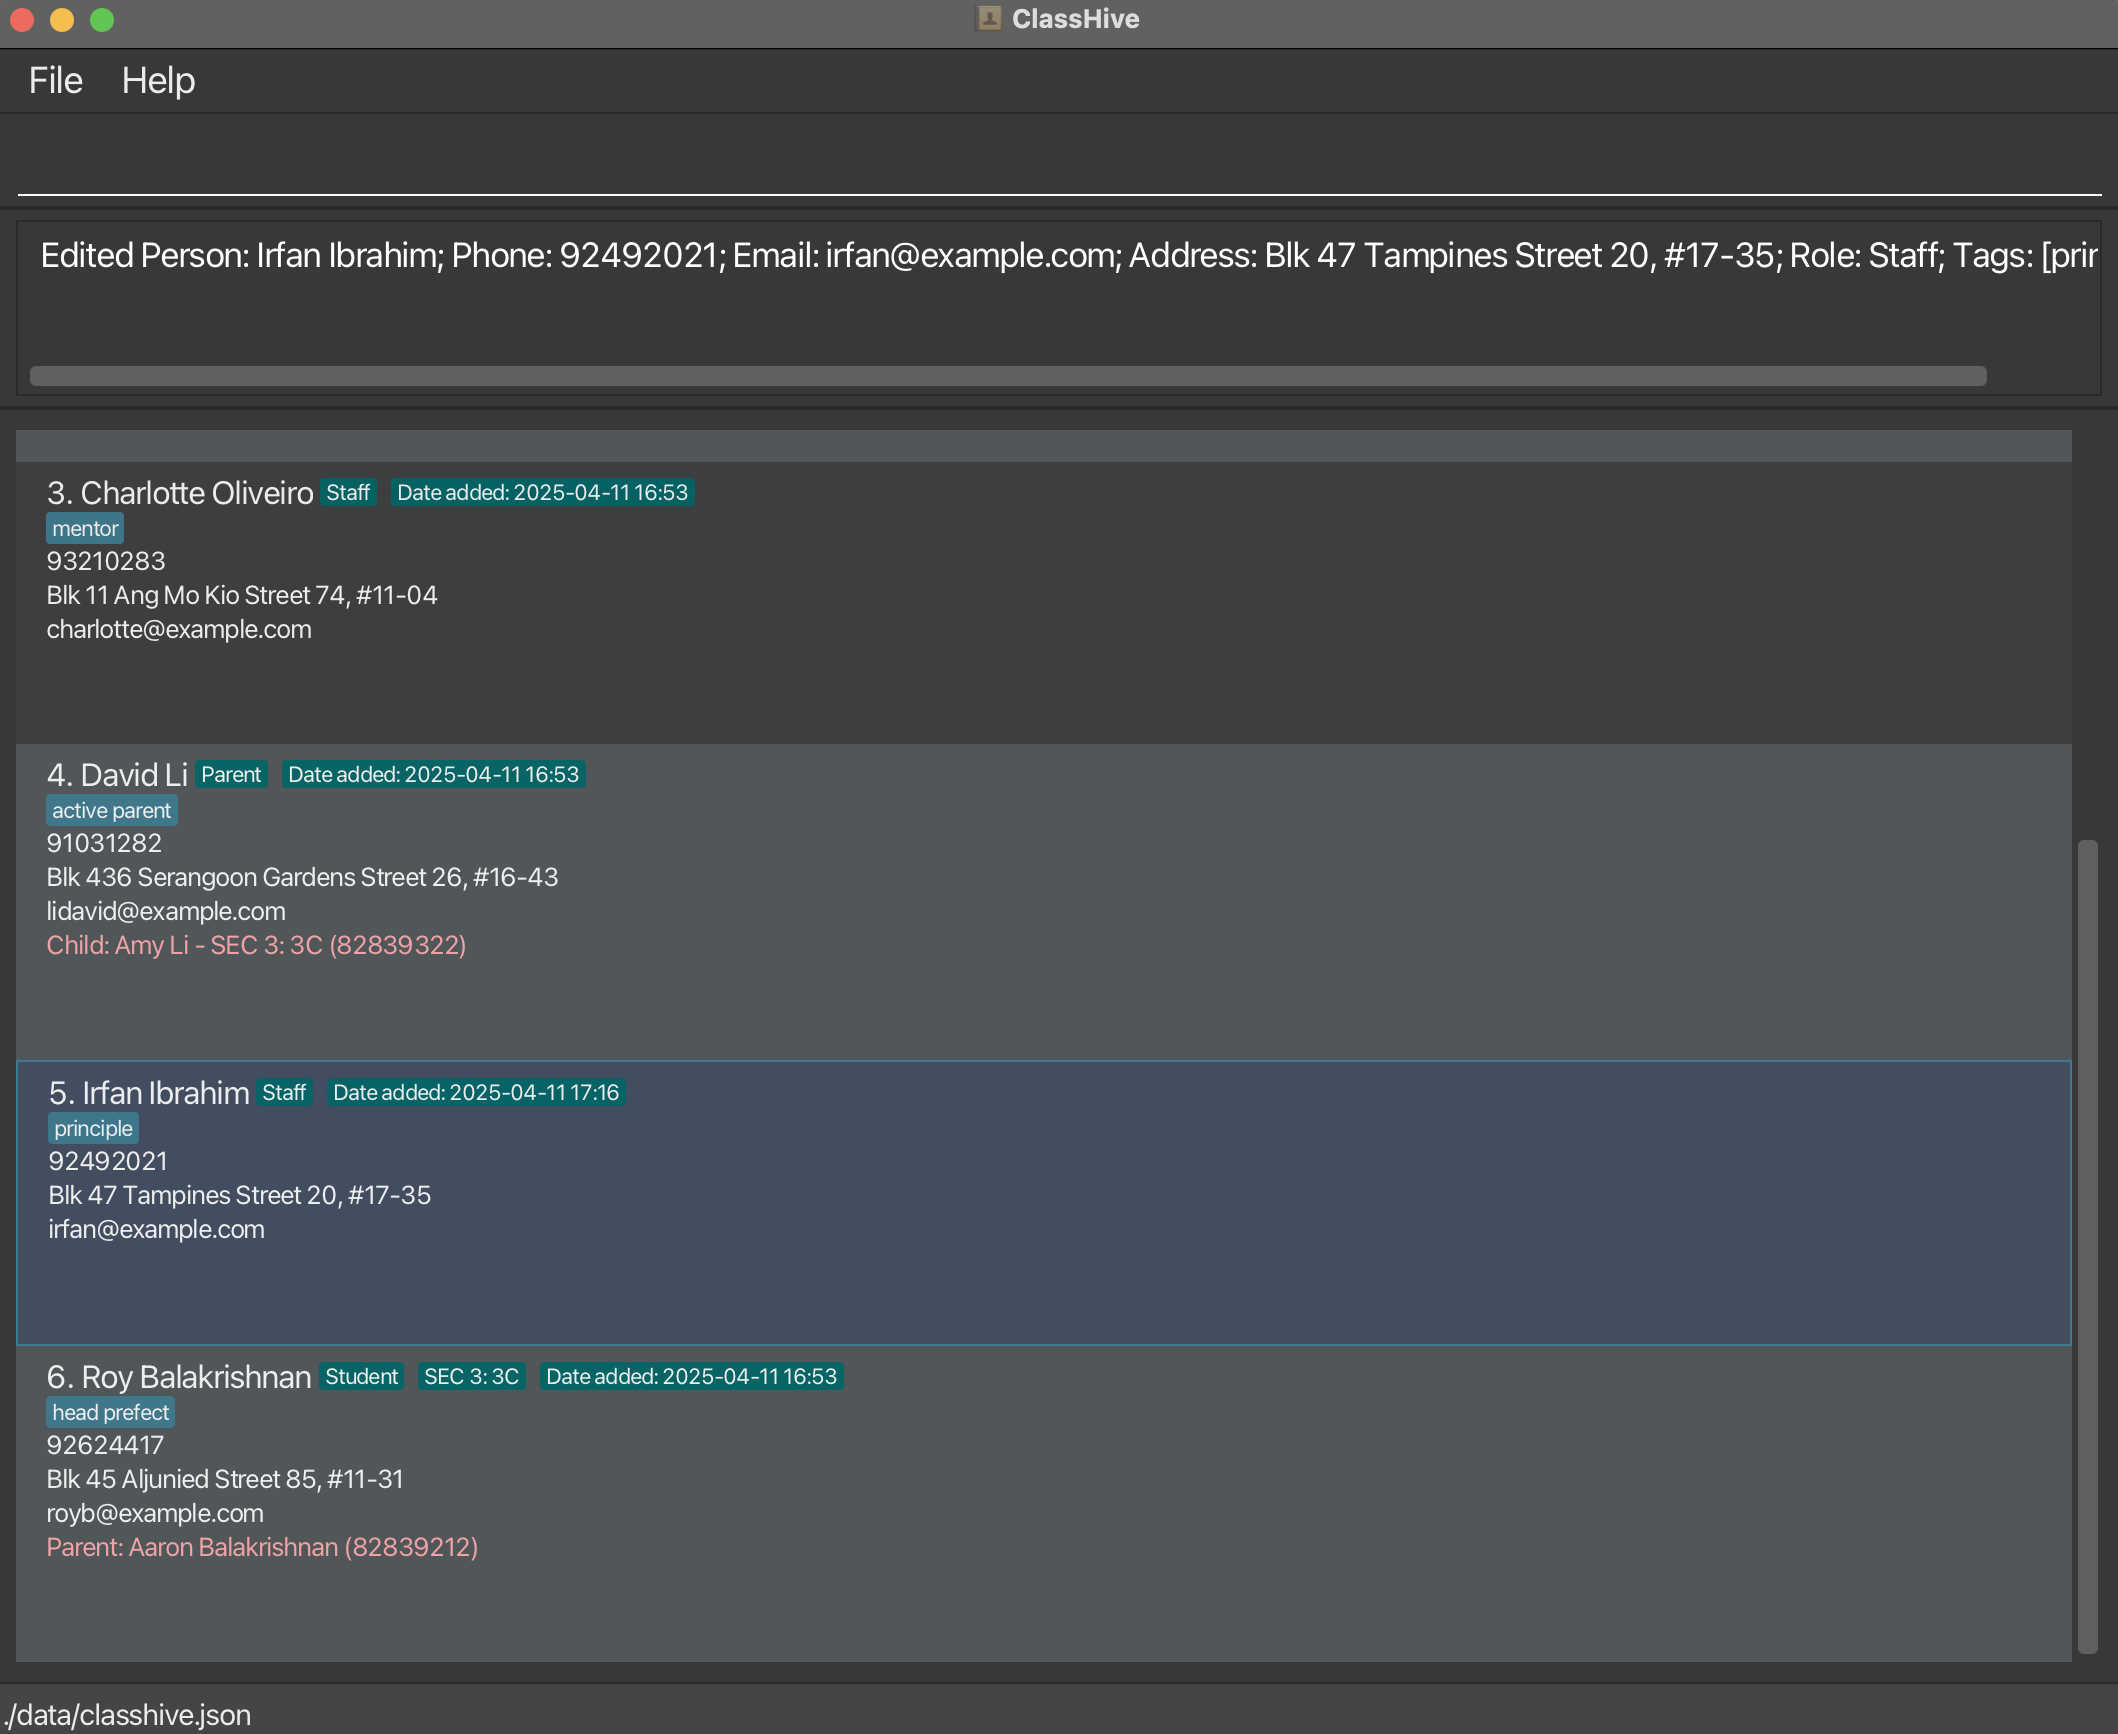 ClassHive
File Help
Edited Person: Irfan Ibrahim; Phone: 92492021; Email: irfan@example.com; Address: Blk 47 Tampines Street 20, #17-35; Role: Staff; Tags: [prin
3. Charlotte Oliveiro Staff Date added: 2025-04-11 16:53
mentor
93210283
Blk 11 Ang Mo Kio Street 74, #11-04
charlotte@example.com
4. David Li Parent Date added: 2025-04-11 16:53
active parent
91031282
Blk 436 Serangoon Gardens Street 26, #16-43
lidavid@example.com
Child: Amy Li - SEC 3: 3C (82839322)
5. Irfan Ibrahim Staff Date added: 2025-04-11 17:16
principle
92492021
Blk 47 Tampines Street 20, #17-35
irfan@example.com
6. Roy Balakrishnan Student SEC 3: 3C Date added: 2025-04-11 16:53
head prefect
92624417
Blk 45 Aljunied Street 85, #11-31
royb@example.com
Parent: Aaron Balakrishnan (82839212)
./data/classhive.json